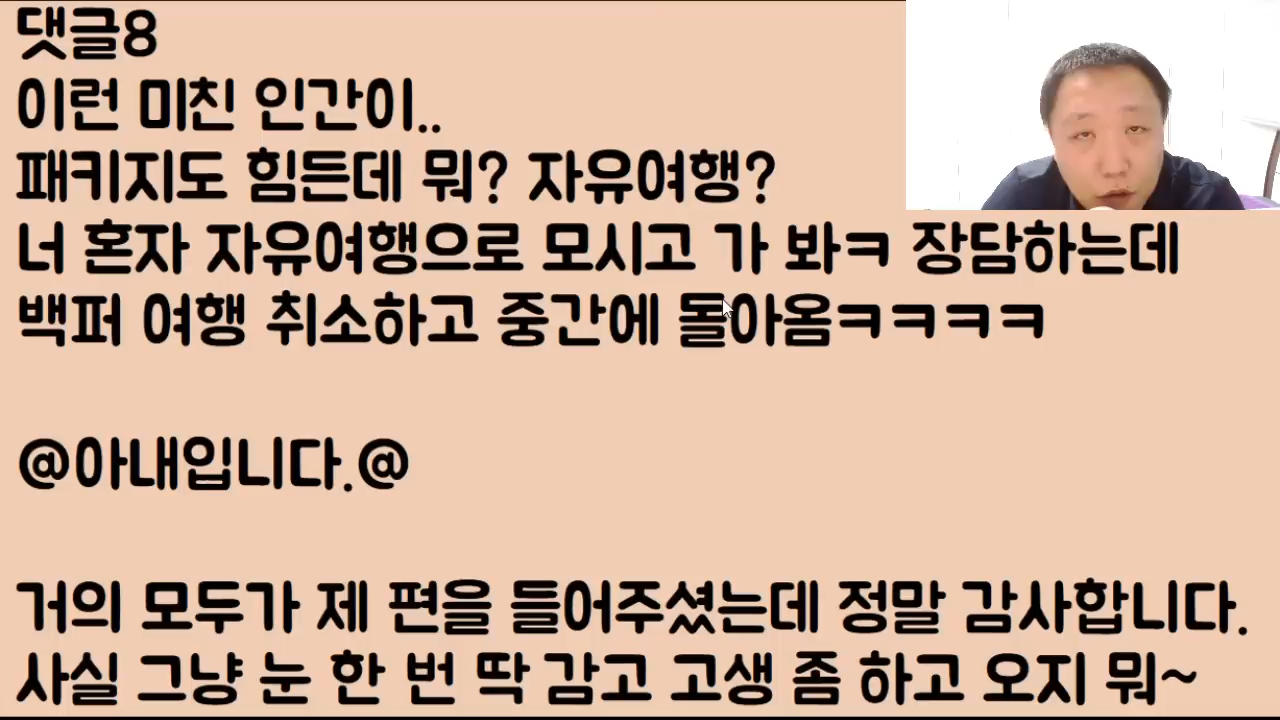 댓글8
이런 미친 인간이..
패키지도 힘든데 뭐? 자유여행?
너 혼자 자유여행으로 모시고 가 봐ㅋ 장담하는데
백퍼 여행 취소하고 중간에 돌아옴ㅋㅋㅋㅋ
@아내입니다.@
거의 모두가 제 편을 들어주셨는데 정말 감사합니다.
사실 그냥 눈 한 번 딱 감고 고생 좀 하고 오지 뭐~